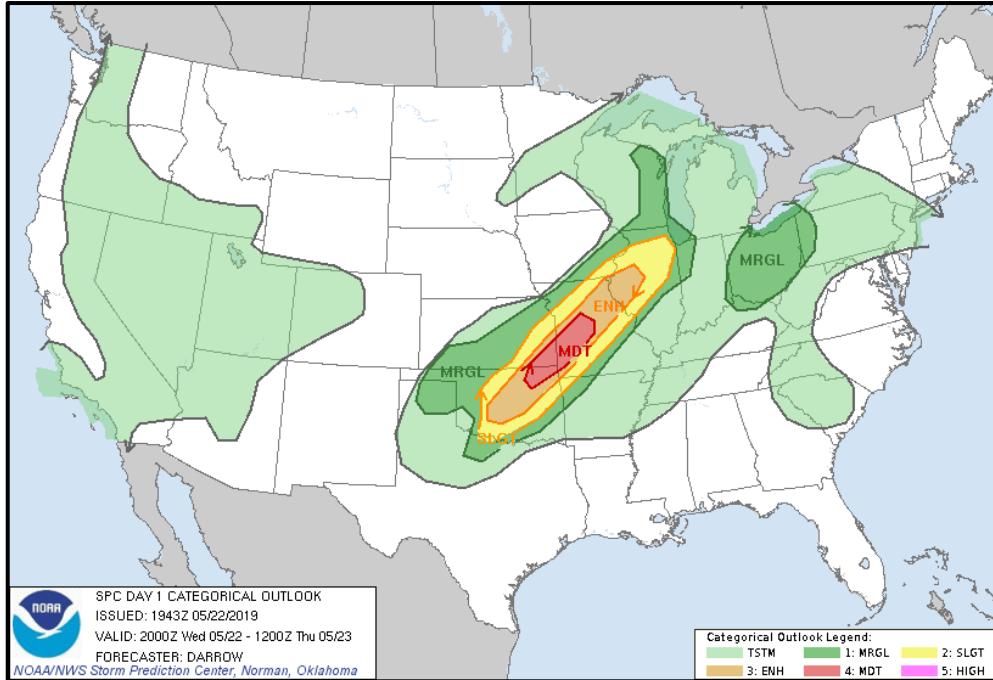 MRGL
ENH
MDT
MRGL
SLGT
NOAA
SPC DAY 1 CATEGORICAL OUTLOOK
ISSUED: 1943Z 05/22/2019
VALID: 2000Z Wed 05/22 - 1200Z Thu 05/23
FORECASTER: DARROW
NOAA/NWS Storm Prediction Center, Norman, Oklahoma
Categorical Outlook Legend:
TSTM 1: MRGL 2: SLGT
3: ENH 4: MDT 5: HIGH